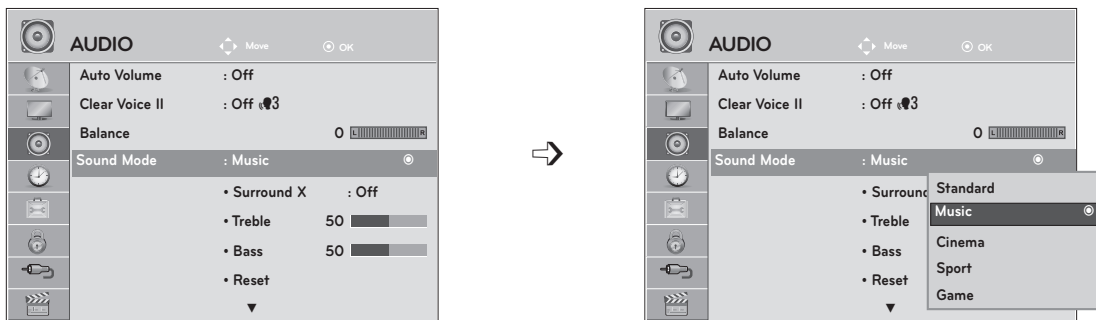 AUDIO Move OK
Auto Volume : Off
Clear Voice II : Off 3
Balance 0 L R
Sound Mode : Music
• Surround X : Off
• Treble 50
• Bass 50
• Reset
▼
AUDIO Move OK
Auto Volume : Off
Clear Voice II : Off 3
Balance 0 L R
Sound Mode : Music
• Surround
• Treble
• Bass
• Reset
▼
Standard
Music
Cinema
Sport
Game